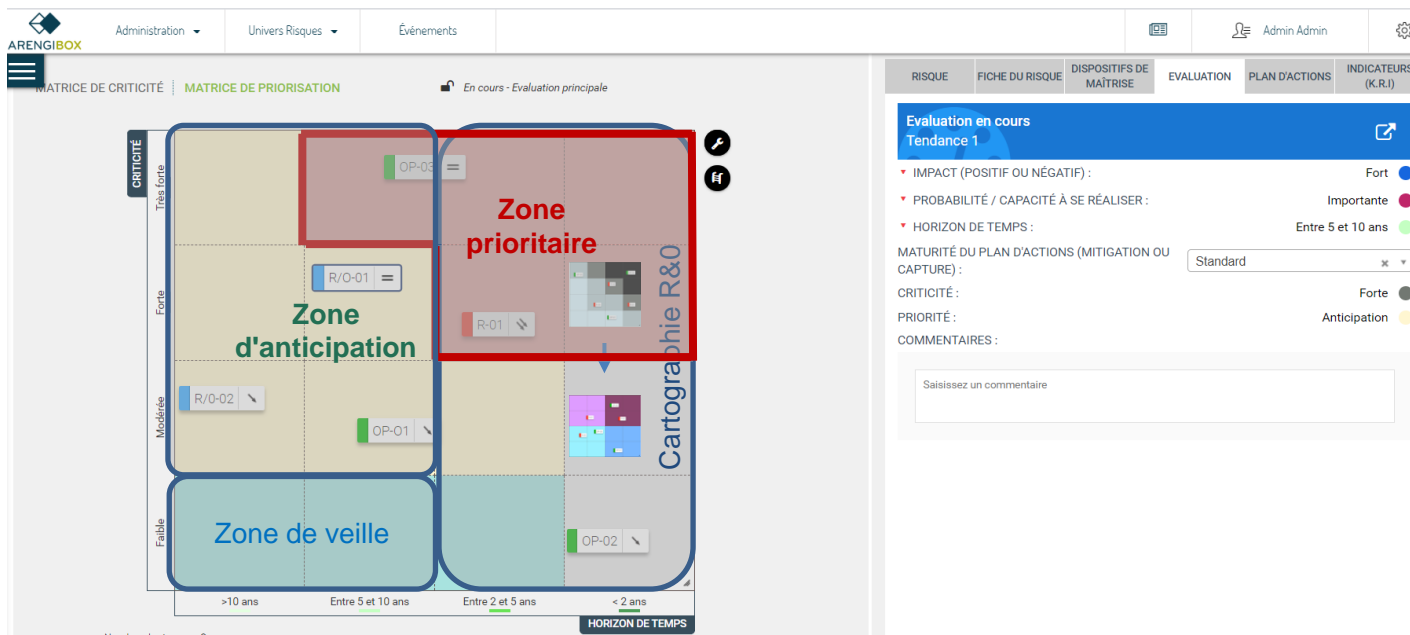 ARENGIBOX
Administration
Univers Risques
Événements
Admin Admin
MATRICE DE CRITICITÉ
MATRICE DE PRIORISATION
En cours - Evaluation principale
CRITICITÉ
Très forte
Forte
Modérée
Faible
OP-03
Zone
prioritaire
R/O-01
Zone
d'anticipation
R-01
Cartographie R&0
R/0-02
OP-O1
Zone de veille
OP-02
>10 ans
Entre 5 et 10 ans
Entre 2 et 5 ans
< 2 ans
HORIZON DE TEMPS
RISQUE
FICHE DU RISQUE
DISPOSITIFS DE
MAÎTRISE
EVALUATION
PLAN D'ACTIONS
INDICATEURS
(K.R.I)
Evaluation en cours
Tendance 1
IMPACT (POSITIF OU NÉGATIF) :
Fort
PROBABILITÉ / CAPACITÉ À SE RÉALISER :
Importante
HORIZON DE TEMPS :
Entre 5 et 10 ans
MATURITÉ DU PLAN D'ACTIONS (MITIGATION OU
CAPTURE) :
Standard
CRITICITÉ :
Forte
PRIORITÉ :
Anticipation
COMMENTAIRES :
Saisissez un commentaire